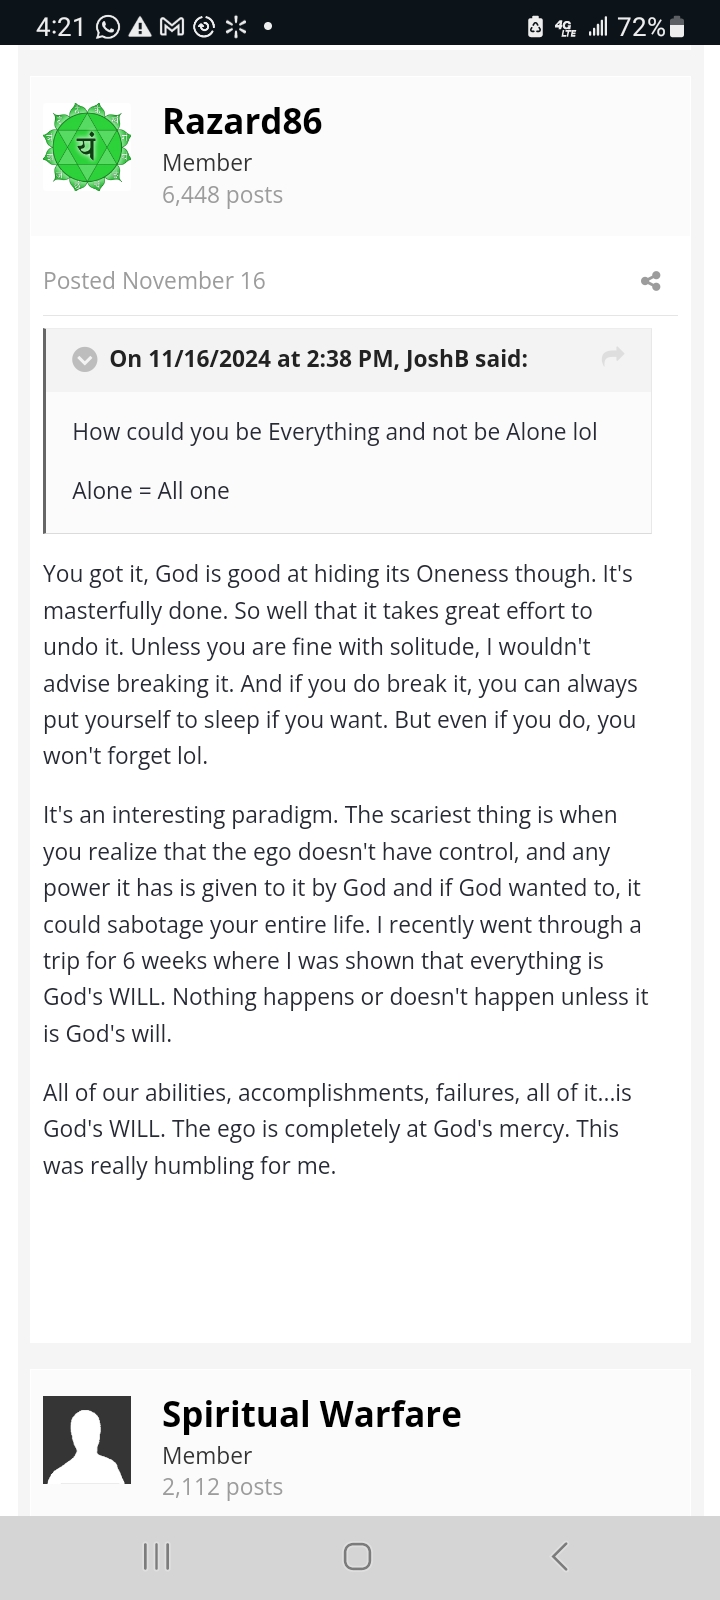 4:21
4G
LTE
72%
यं
Razard86
Member
6,448 posts
Posted November 16
On 11/16/2024 at 2:38 PM, JoshB said:
How could you be Everything and not be Alone lol
Alone = All one
You got it, God is good at hiding its Oneness though. It's
masterfully done. So well that it takes great effort to
undo it. Unless you are fine with solitude, I wouldn't
advise breaking it. And if you do break it, you can always
put yourself to sleep if you want. But even if you do, you
won't forget lol.
It's an interesting paradigm. The scariest thing is when
you realize that the ego doesn't have control, and any
power it has is given to it by God and if God wanted to, it
could sabotage your entire life. I recently went through a
trip for 6 weeks where I was shown that everything is
God's WILL. Nothing happens or doesn't happen unless it
is God's will.
All of our abilities, accomplishments, failures, all of it...is
God's WILL. The ego is completely at God's mercy. This
was really humbling for me.
Spiritual Warfare
Member
2,112 posts